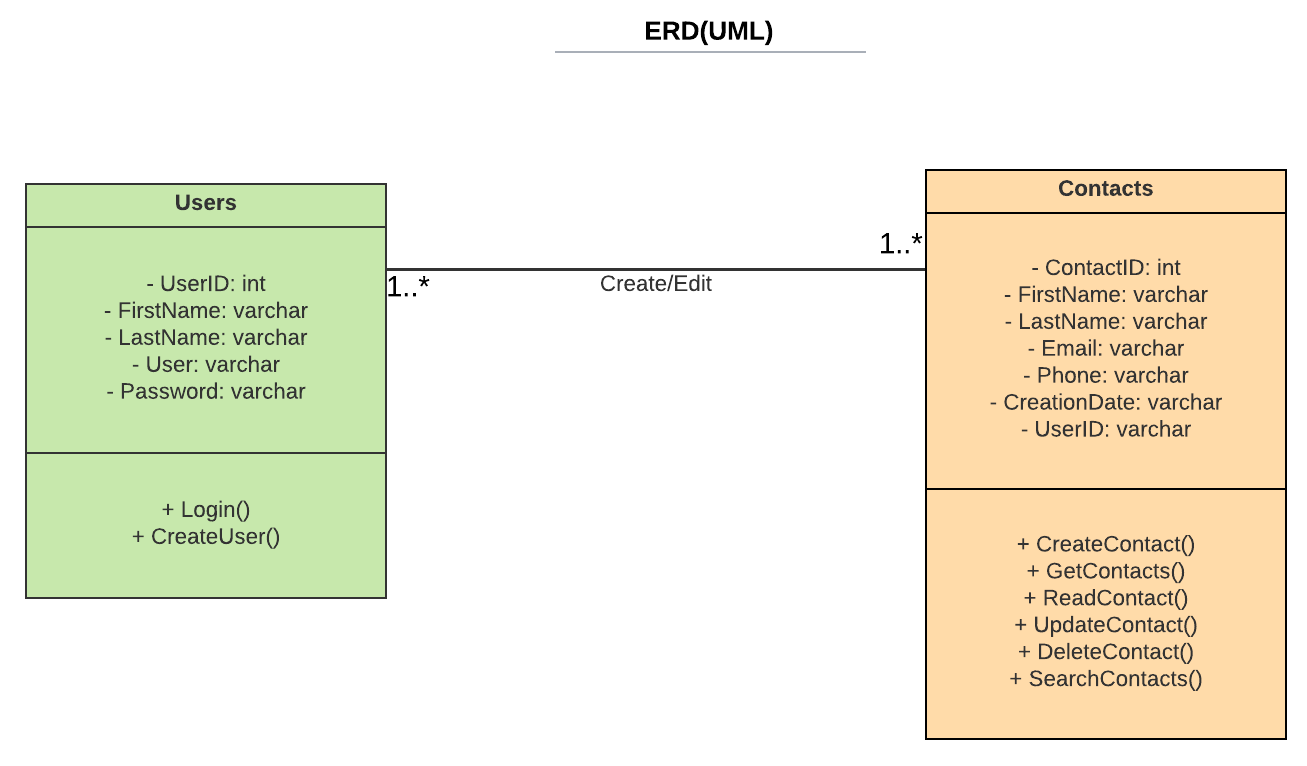 ERD(UML)
Users
- UserID: int
- FirstName: varchar
- LastName: varchar
- User: varchar
- Password: varchar
+ Login()
+ CreateUser()
1..*
Create/Edit
1..*
Contacts
- ContactID: int
- FirstName: varchar
- LastName: varchar
- Email: varchar
- Phone: varchar
- CreationDate: varchar
- UserID: varchar
+ CreateContact()
+ GetContacts()
+ ReadContact()
+ UpdateContact()
+ DeleteContact()
+ SearchContacts()